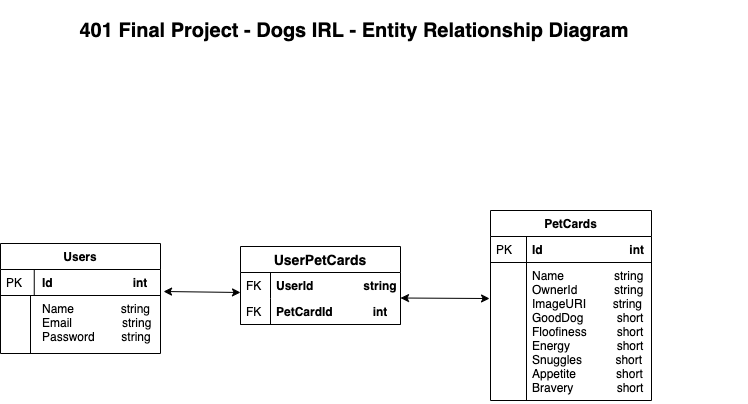 401 Final Project - Dogs IRL - Entity Relationship Diagram
Users
PK Id int
Name string
Email string
Password string
UserPetCards
FK UserId string
FK PetCardId int
PetCards
PK Id int
Name string
OwnerId string
ImageURI string
GoodDog short
Floofiness short
Energy short
Snuggles short
Appetite short
Bravery short